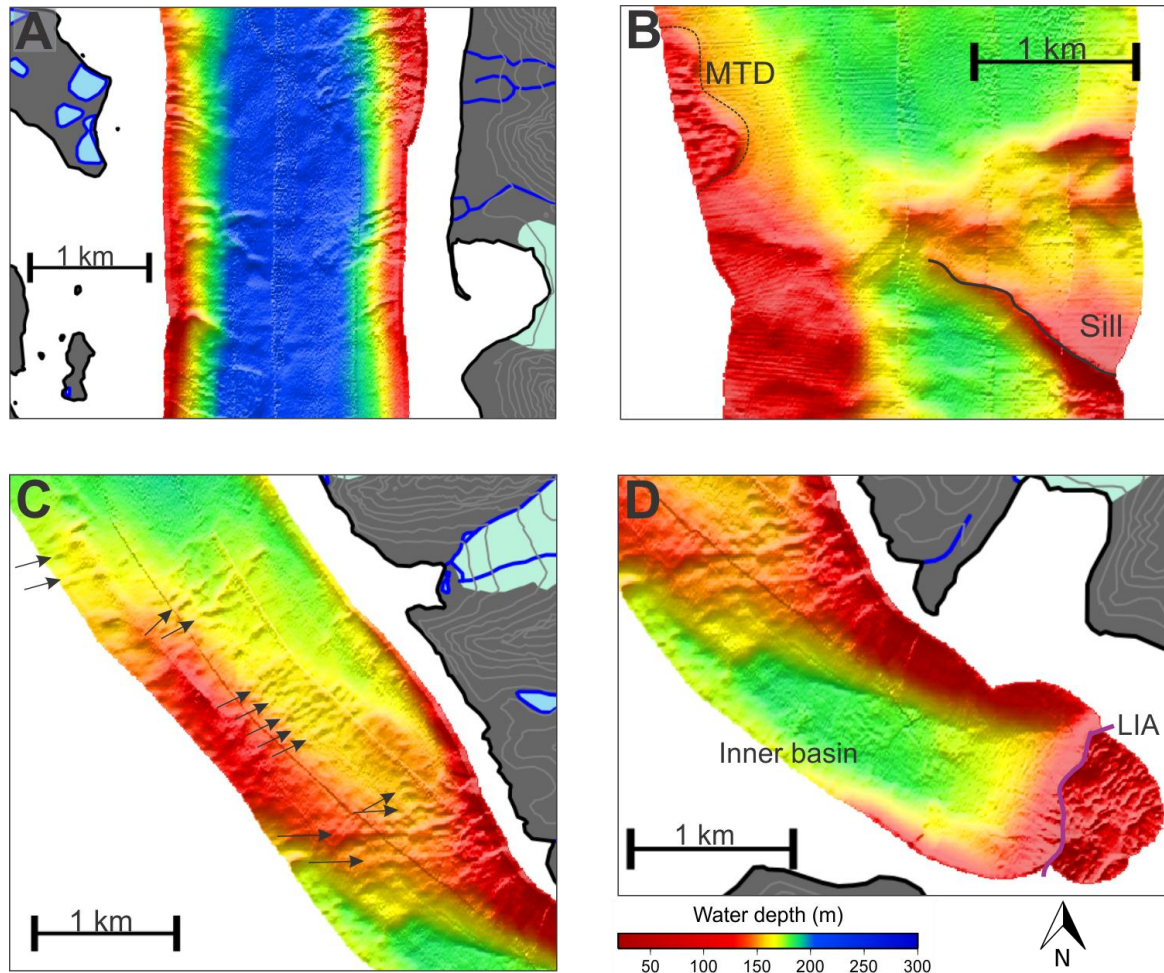 A
1 km
B
1 km
MTD
Sill
C
1 km
D
LIA
Inner basin
1 km
Water depth (m)
50 100 150 200 250 300
N